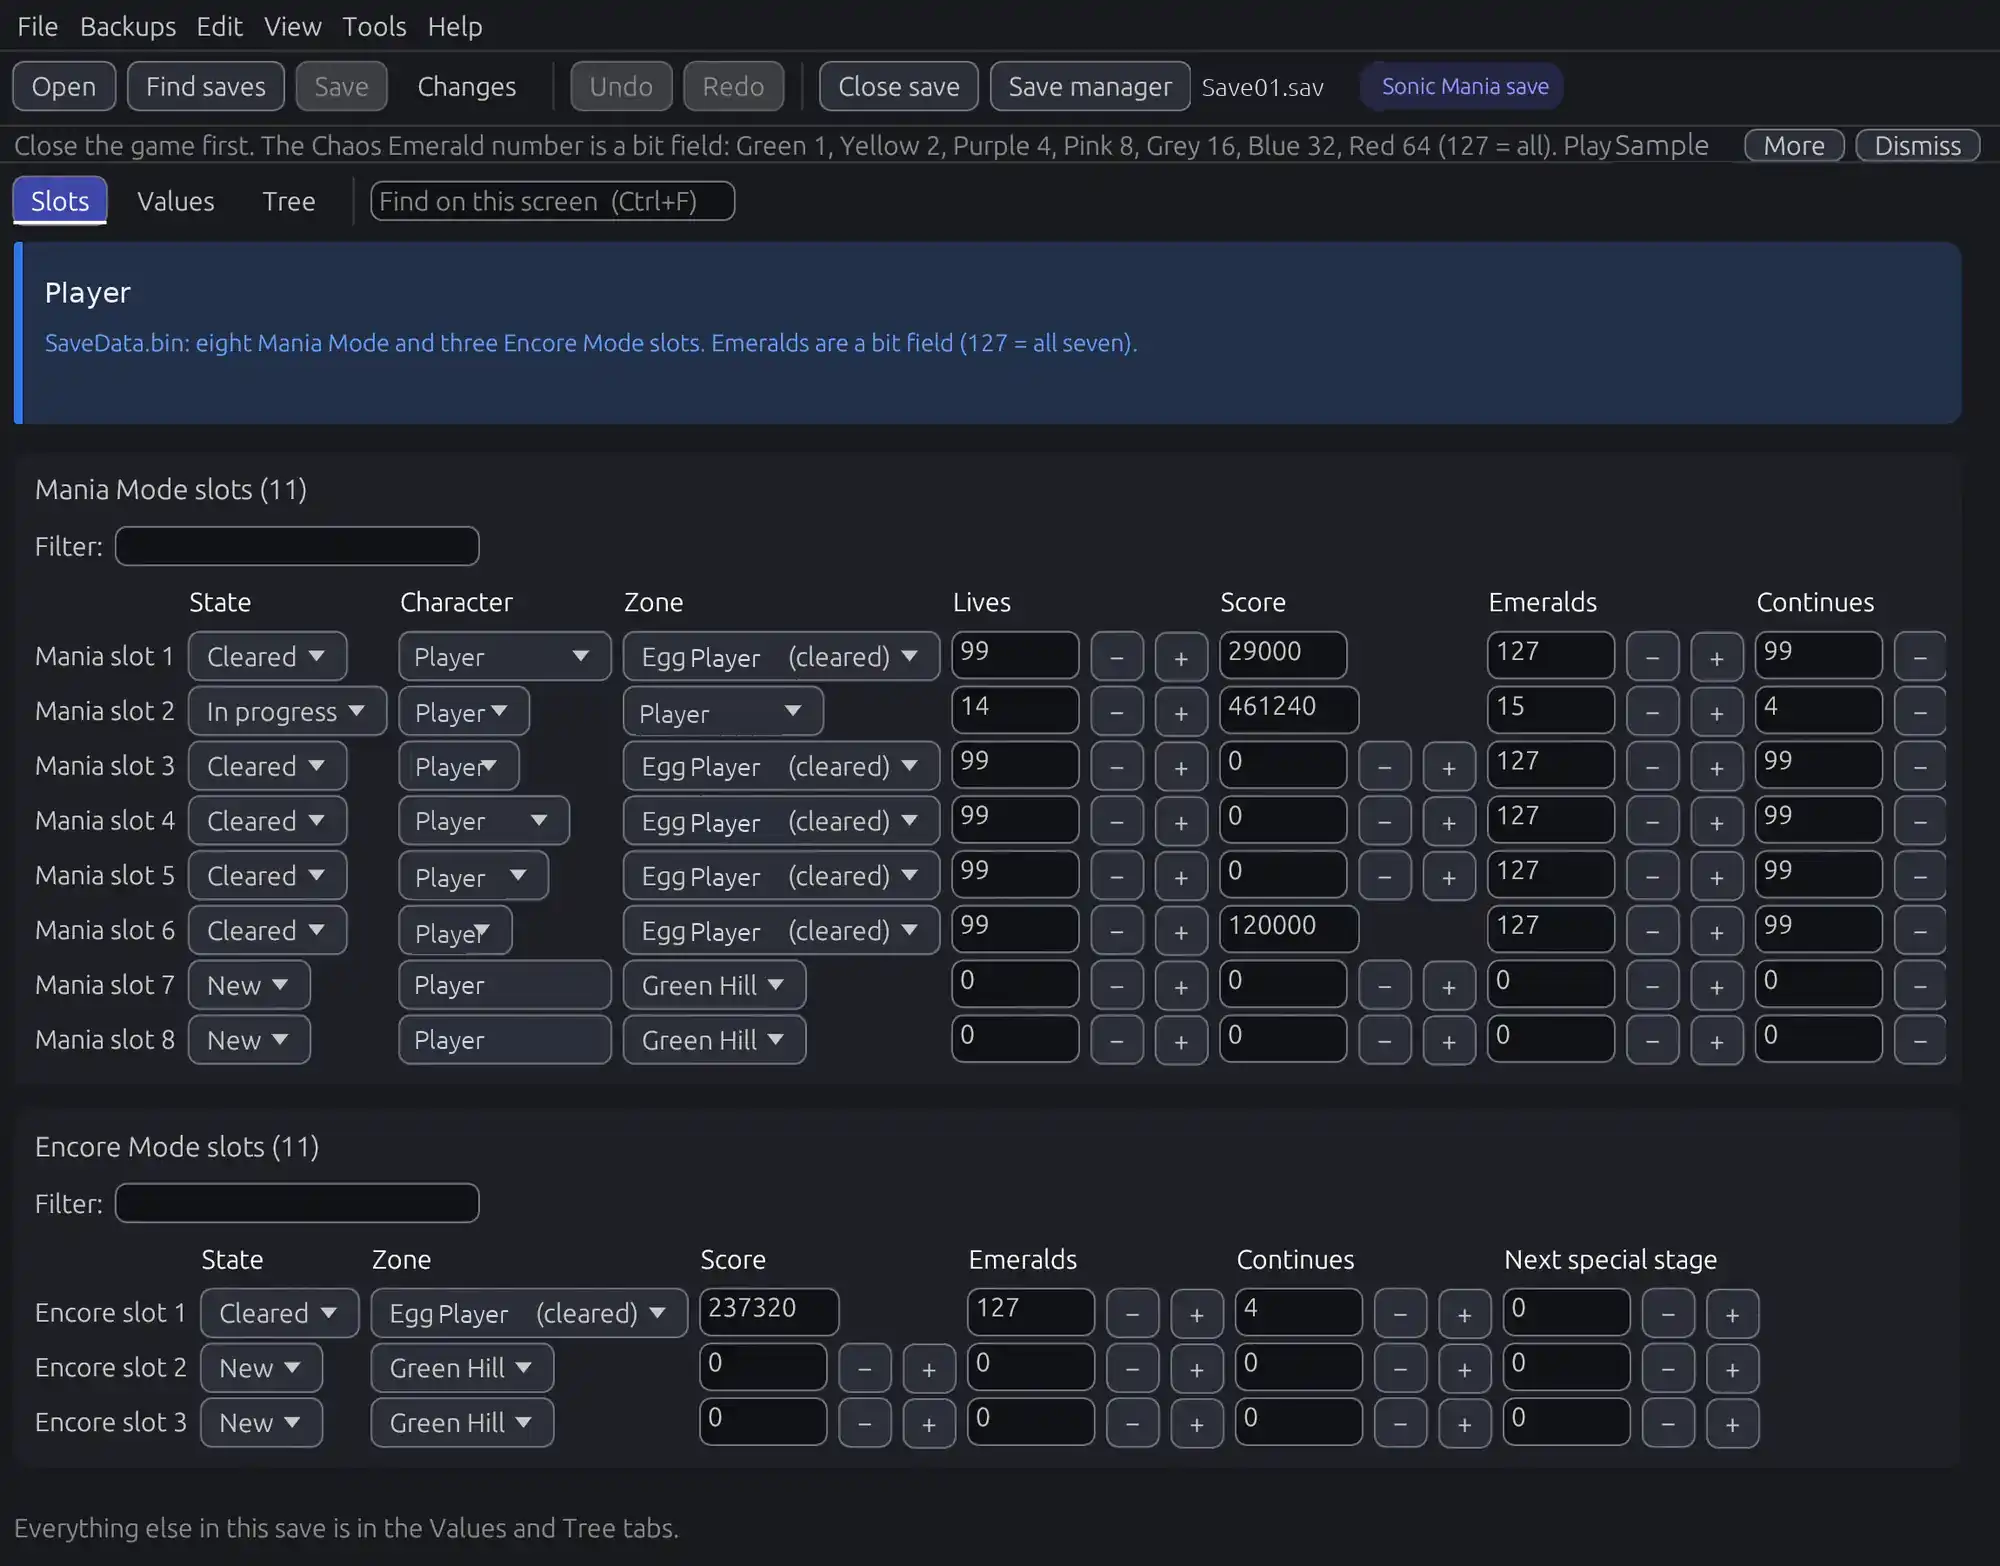 File Backups Edit View Tools Help
Open Find saves Save Changes Undo Redo Close save Save manager Save01.sav Sonic Mania save
Close the game first. The Chaos Emerald number is a bit field: Green 1, Yellow 2, Purple 4, Pink 8, Grey 16, Blue 32, Red 64 (127 = all). Play Sample More Dismiss
Slots Values Tree Find on this screen (Ctrl+F)
Player
SaveData.bin: eight Mania Mode and three Encore Mode slots. Emeralds are a bit field (127 = all seven).
Mania Mode slots (11)
Filter:
State Character Zone Lives Score Emeralds Continues
Mania slot 1 Cleared Player Egg Player (cleared) 99 − + 29000 127 − + 99 −
Mania slot 2 In progress Player Player 14 − + 461240 15 − + 4 −
Mania slot 3 Cleared Player Egg Player (cleared) 99 − + 0 − + 127 − + 99 −
Mania slot 4 Cleared Player Egg Player (cleared) 99 − + 0 − + 127 − + 99 −
Mania slot 5 Cleared Player Egg Player (cleared) 99 − + 0 − + 127 − + 99 −
Mania slot 6 Cleared Player Egg Player (cleared) 99 − + 120000 127 − + 99 −
Mania slot 7 New Player Green Hill 0 − + 0 − + 0 − + 0 −
Mania slot 8 New Player Green Hill 0 − + 0 − + 0 − + 0 −
Encore Mode slots (11)
Filter:
State Zone Score Emeralds Continues Next special stage
Encore slot 1 Cleared Egg Player (cleared) 237320 127 − + 4 − + 0 − +
Encore slot 2 New Green Hill 0 − + 0 − + 0 − + 0 − +
Encore slot 3 New Green Hill 0 − + 0 − + 0 − + 0 − +
Everything else in this save is in the Values and Tree tabs.